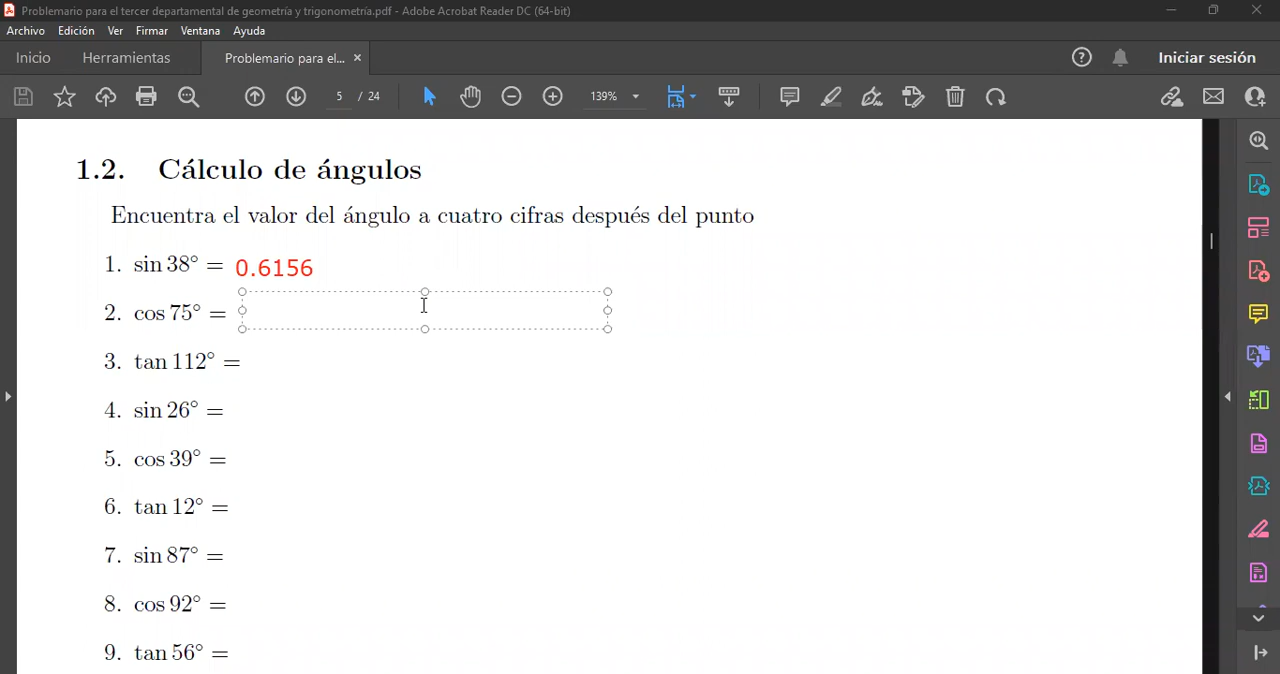 Problemario para el tercer departamental de geometría y trigonometría.pdf - Adobe Acrobat Reader DC (64-bit)
Archivo Edición Ver Firmar Ventana Ayuda
Inicio Herramientas Problemario para el... × Iniciar sesión
5 / 24 139%
1.2. Cálculo de ángulos
Encuentra el valor del ángulo a cuatro cifras después del punto
1. sin 38° = 0.6156
2. cos 75° =
3. tan 112° =
4. sin 26° =
5. cos 39° =
6. tan 12° =
7. sin 87° =
8. cos 92° =
9. tan 56° =